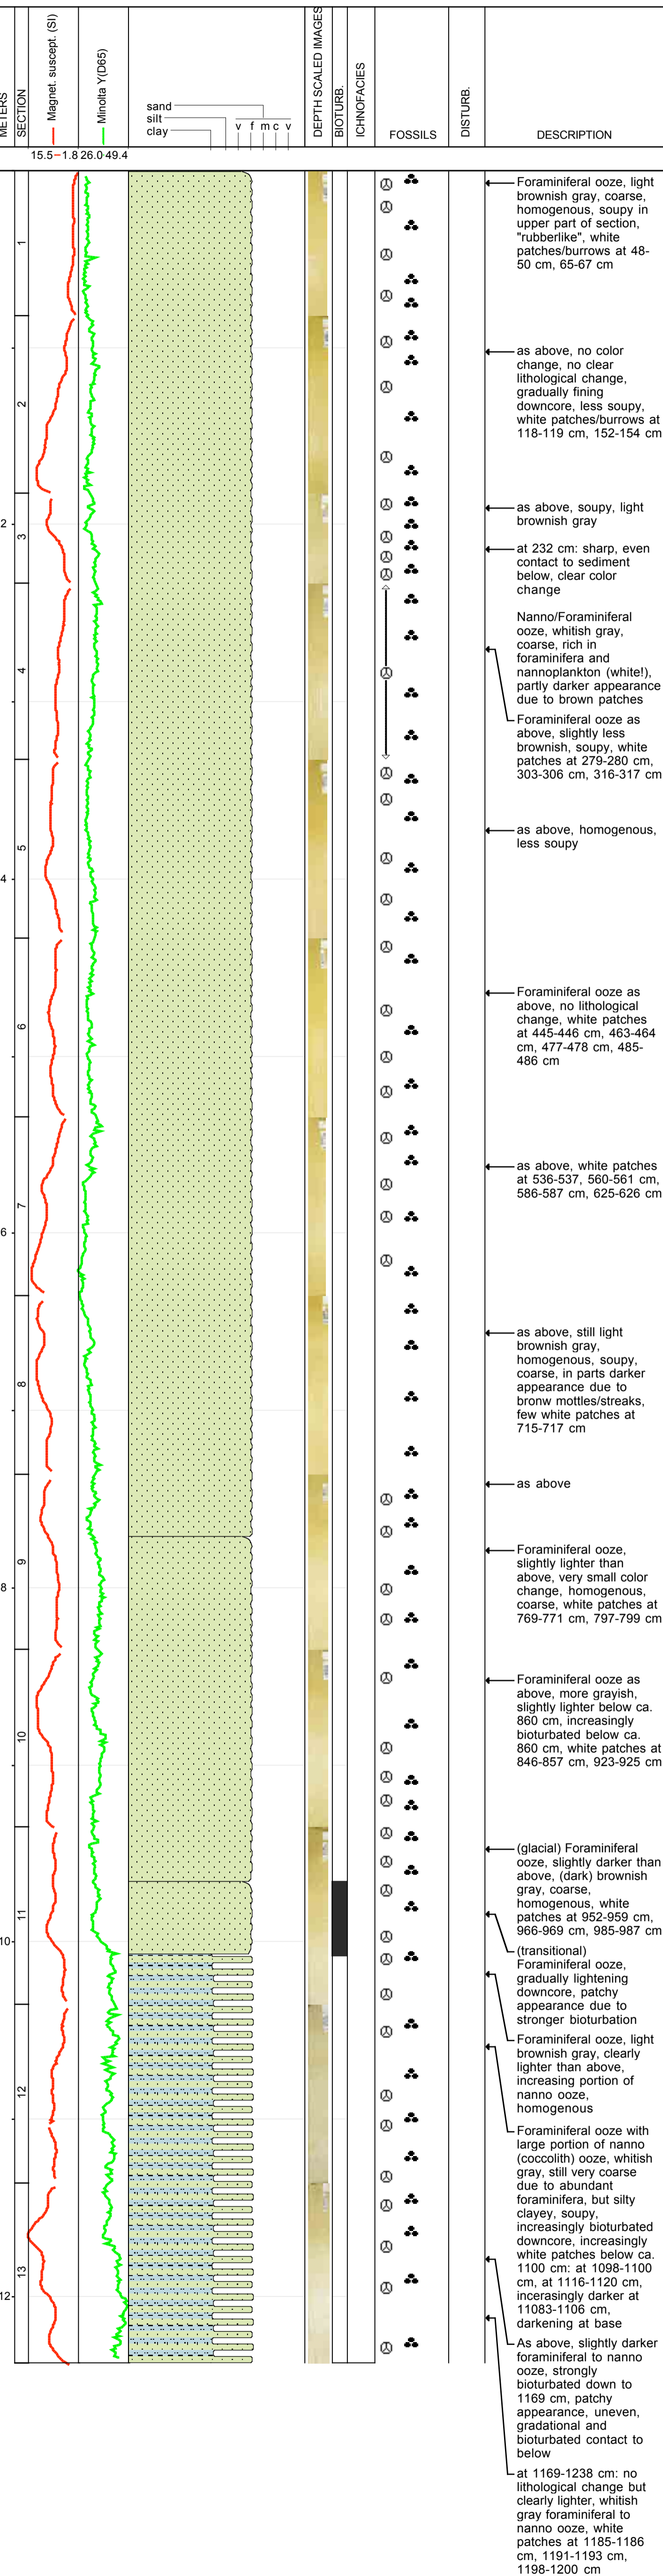 METERS
SECTION
Magnet. suscept. (SI)
Minolta Y(D65)
sand
silt
clay
v f m c v
DEPTH SCALED IMAGES
BIOTURB.
ICHNOFACIES
FOSSILS
DISTURB.
DESCRIPTION
15.5 1.8 26.0 49.4
1
2
3
4
5
6
7
8
9
10
11
12
13
2
4
6
8
10
12
Foraminiferal ooze, light
brownish gray, coarse,
homogenous, soupy in
upper part of section,
"rubberlike", white
patches/burrows at 48-
50 cm, 65-67 cm
as above, no color
change, no clear
lithological change,
gradually fining
downcore, less soupy,
white patches/burrows at
118-119 cm, 152-154 cm
as above, soupy, light
brownish gray
at 232 cm: sharp, even
contact to sediment
below, clear color
change
Nanno/Foraminiferal
ooze, whitish gray,
coarse, rich in
foraminifera and
nannoplankton (white!),
partly darker appearance
due to brown patches
Foraminiferal ooze as
above, slightly less
brownish, soupy, white
patches at 279-280 cm,
303-306 cm, 316-317 cm
as above, homogenous,
less soupy
Foraminiferal ooze as
above, no lithological
change, white patches
at 445-446 cm, 463-464
cm, 477-478 cm, 485-
486 cm
as above, white patches
at 536-537, 560-561 cm,
586-587 cm, 625-626 cm
as above, still light
brownish gray,
homogenous, soupy,
coarse, in parts darker
appearance due to
bronw mottles/streaks,
few white patches at
715-717 cm
as above
Foraminiferal ooze,
slightly lighter than
above, very small color
change, homogenous,
coarse, white patches at
769-771 cm, 797-799 cm
Foraminiferal ooze as
above, more grayish,
slightly lighter below ca.
860 cm, increasingly
bioturbated below ca.
860 cm, white patches at
846-857 cm, 923-925 cm
(glacial) Foraminiferal
ooze, slightly darker than
above, (dark) brownish
gray, coarse,
homogenous, white
patches at 952-959 cm,
966-969 cm, 985-987 cm
(transitional)
Foraminiferal ooze,
gradually lightening
downcore, patchy
appearance due to
stronger bioturbation
Foraminiferal ooze, light
brownish gray, clearly
lighter than above,
increasing portion of
nanno ooze,
homogenous
Foraminiferal ooze with
large portion of nanno
(coccolith) ooze, whitish
gray, still very coarse
due to abundant
foraminifera, but silty
clayey, soupy,
increasingly bioturbated
downcore, increasingly
white patches below ca.
1100 cm: at 1098-1100
cm, at 1116-1120 cm,
incerasingly darker at
11083-1106 cm,
darkening at base
As above, slightly darker
foraminiferal to nanno
ooze, strongly
bioturbated down to
1169 cm, patchy
appearance, uneven,
gradational and
bioturbated contact to
below
at 1169-1238 cm: no
lithological change but
clearly lighter, whitish
gray foraminiferal to
nanno ooze, white
patches at 1185-1186
cm, 1191-1193 cm,
1198-1200 cm